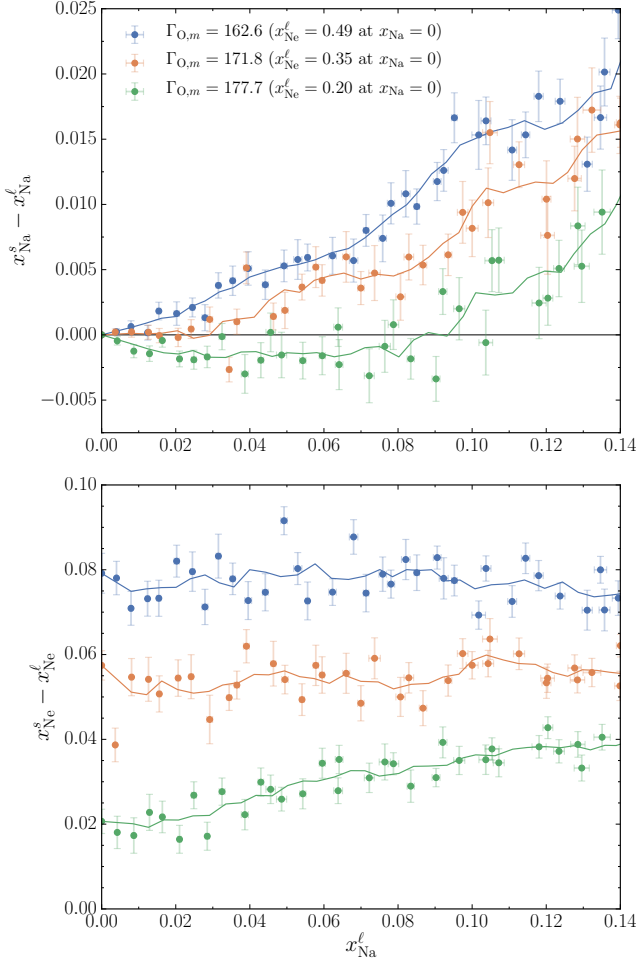 Γ_{O,m} = 162.6 (x^ℓ_{Ne} = 0.49 at x_{Na} = 0)
Γ_{O,m} = 171.8 (x^ℓ_{Ne} = 0.35 at x_{Na} = 0)
Γ_{O,m} = 177.7 (x^ℓ_{Ne} = 0.20 at x_{Na} = 0)
0.025
0.020
0.015
0.010
0.005
0.000
−0.005
x^s_{Na} − x^ℓ_{Na}
0.00 0.02 0.04 0.06 0.08 0.10 0.12 0.14
0.10
0.08
0.06
0.04
0.02
0.00
x^s_{Ne} − x^ℓ_{Ne}
0.00 0.02 0.04 0.06 0.08 0.10 0.12 0.14
x^ℓ_{Na}